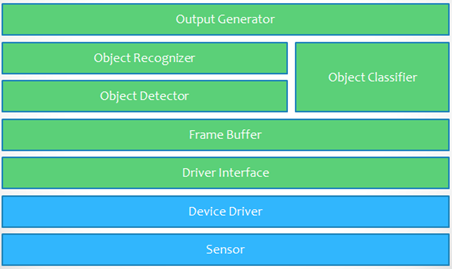 Output Generator
Object Recognizer
Object Classifier
Object Detector
Frame Buffer
Driver Interface
Device Driver
Sensor